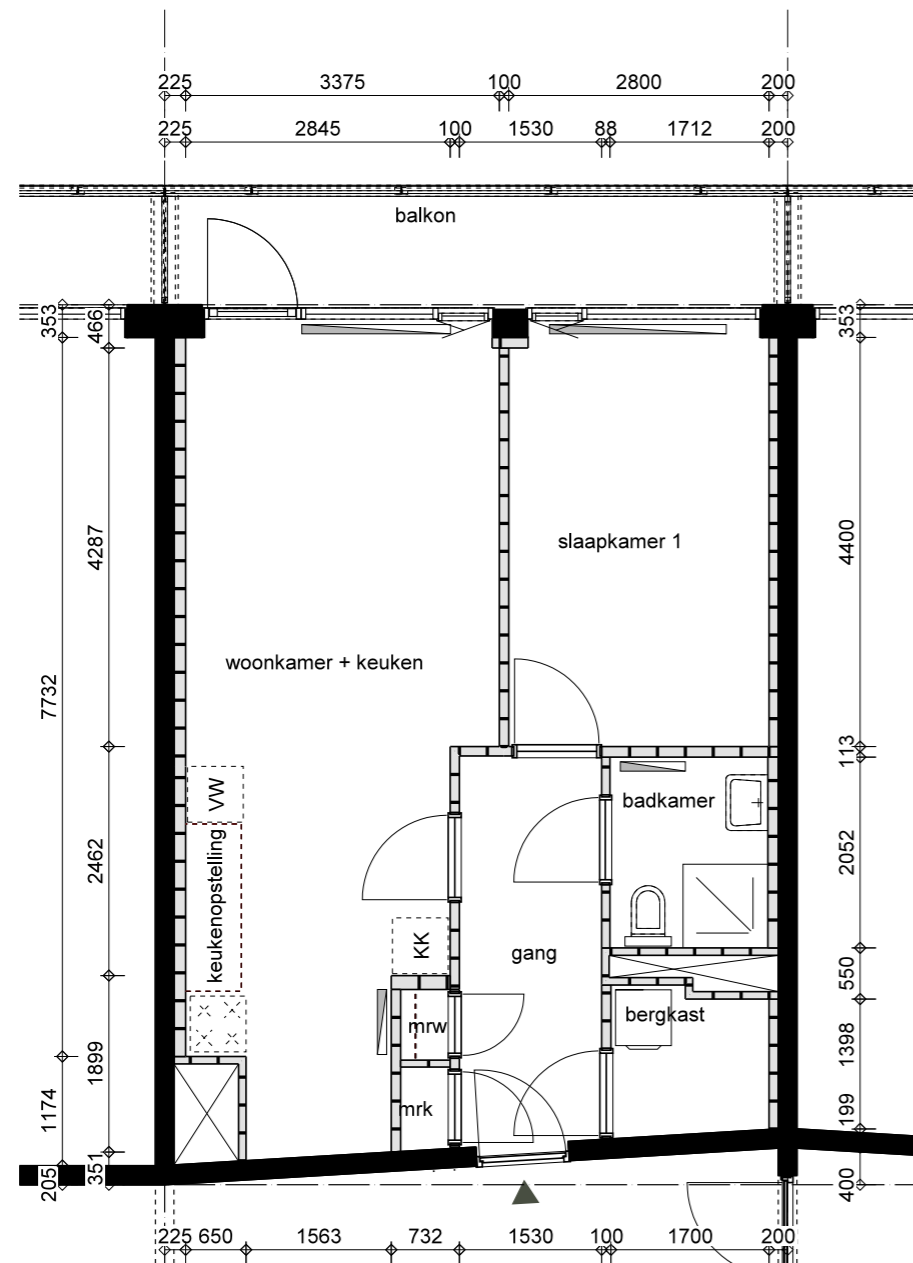 225 3375 100 2800 200
225 2845 100 1530 88 1712 200
balkon
353
466
353
4287
4400
slaapkamer 1
woonkamer + keuken
7732
113
VW
badkamer
keukenopstelling
2462
2052
KK
gang
550
mrw
bergkast
1899
1398
1174
mrk
199
351
205
400
225 650 1563 732 1530 100 1700 200